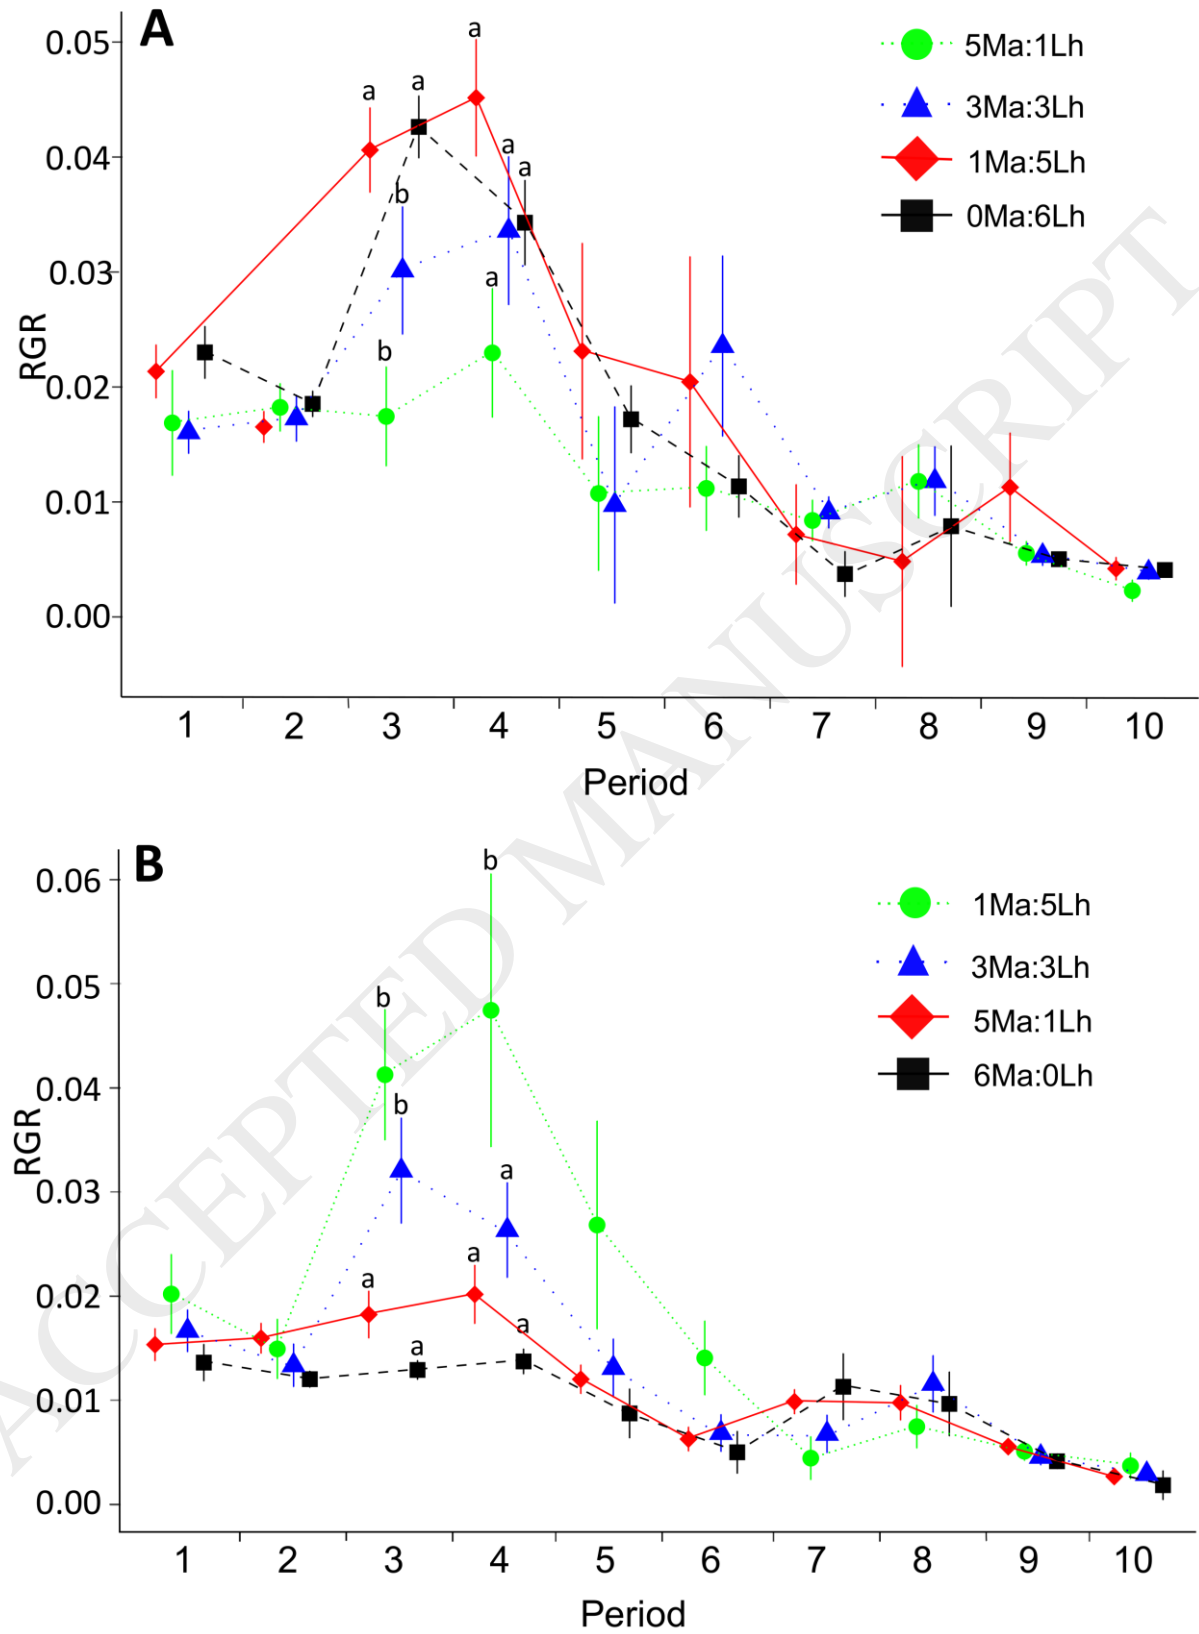 A
0.05
0.04
0.03
0.02
0.01
0.00
RGR
a
a
a
b
a
a
b
a
5Ma:1Lh
3Ma:3Lh
1Ma:5Lh
0Ma:6Lh
1 2 3 4 5 6 7 8 9 10
Period
B
0.06
0.05
0.04
0.03
0.02
0.01
0.00
RGR
b
b
b
a
a
a
a
a
1Ma:5Lh
3Ma:3Lh
5Ma:1Lh
6Ma:0Lh
1 2 3 4 5 6 7 8 9 10
Period
ACCEPTED MANUSCRIPT